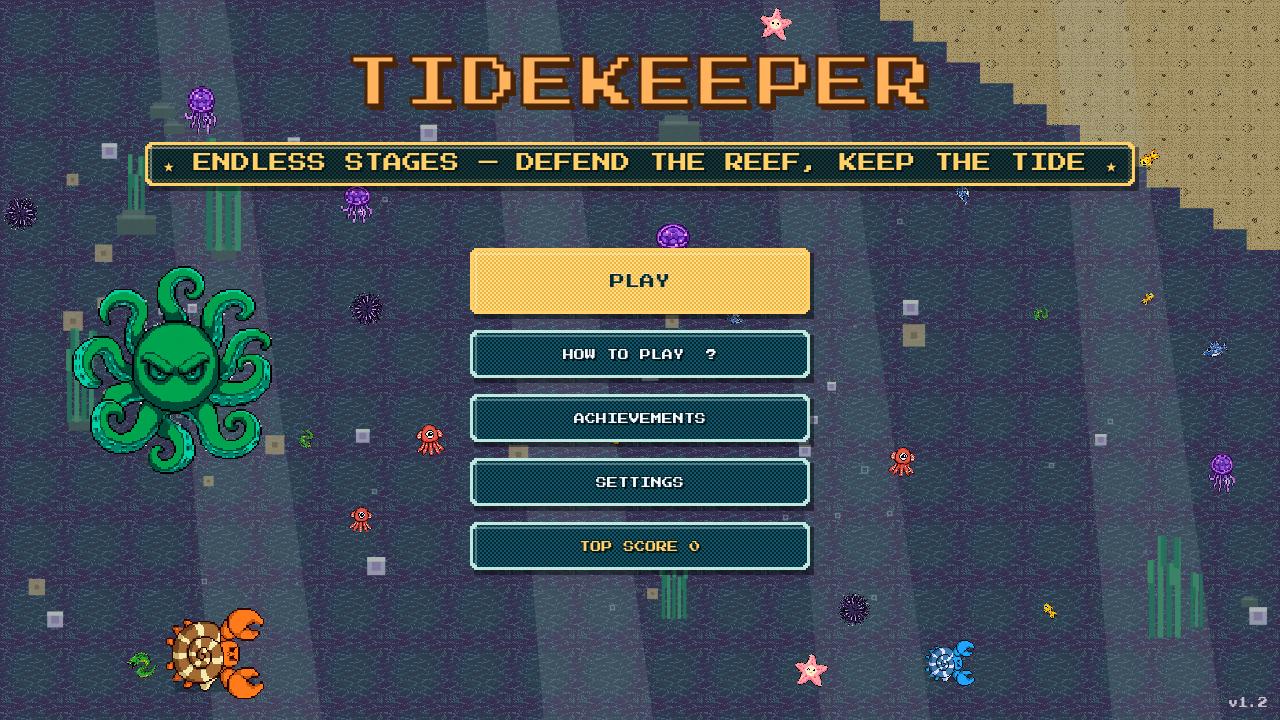 TIDEKEEPER
★ ENDLESS STAGES — DEFEND THE REEF, KEEP THE TIDE ★
PLAY
HOW TO PLAY ?
ACHIEVEMENTS
SETTINGS
TOP SCORE 0
v1.2